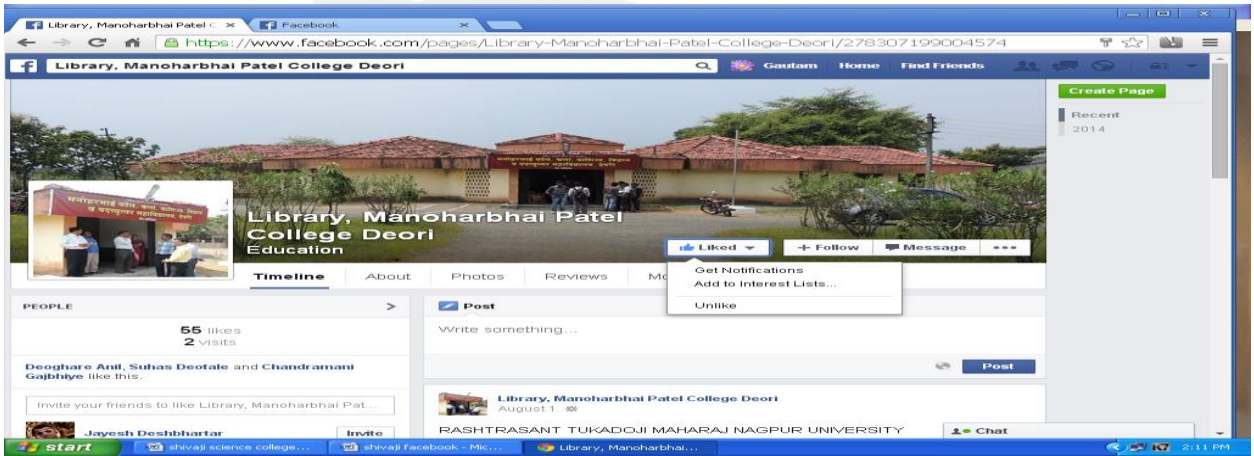 Library, Manoharbhai Patel C
Facebook
https://www.facebook.com/pages/Library-Manoharbhai-Patel-College-Deori/278307199004574
Library, Manoharbhai Patel College Deori
Gautam Home Find Friends
Create Page
Recent
2014
Library, Manoharbhai Patel
College Deori
Education
Liked
+ Follow
Message
Get Notifications
Add to Interest Lists...
Unlike
Timeline About Photos Reviews Mo
PEOPLE >
55 likes
2 visits
Deoghare Anil, Suhas Deotale and Chandramani
Gajbhiye like this.
Invite your friends to like Library, Manoharbhai Pat...
Jayesh Deshbhartar Invite
Post
Write something...
Post
Library, Manoharbhai Patel College Deori
August 1
RASHTRASANT TUKADOJI MAHARAJ NAGPUR UNIVERSITY
Chat
start
shivaji science college...
shivaji facebook - Mic...
Library, Manoharbhai...
K7
2:11 PM